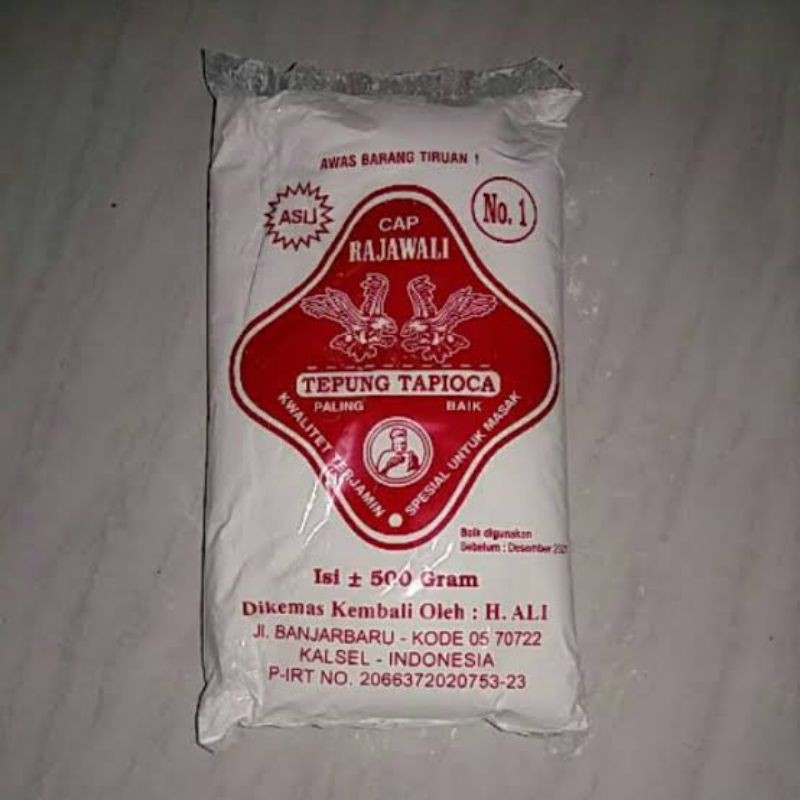 AWAS BARANG TIRUAN !
ASLI
No. 1
CAP
RAJAWALI
TEPUNG TAPIOCA
PALING BAIK
KWALITET TERJAMIN
SPESIAL UNTUK MASAK
Baik digunakan
Sebelum : Desember
Isi ± 500 Gram
Dikemas Kembali Oleh : H. ALI
Jl. BANJARBARU - KODE 05 70722
KALSEL - INDONESIA
P-IRT NO. 2066372020753-23